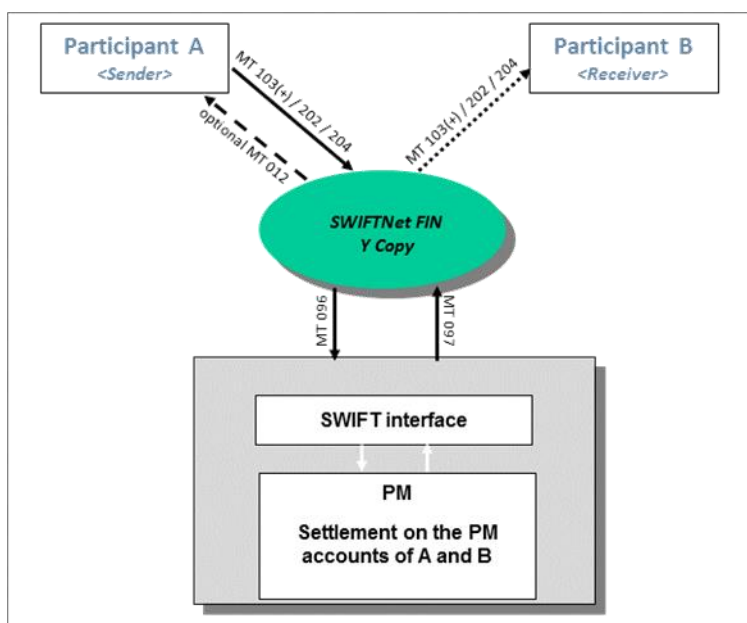 Participant A
<Sender>
Participant B
<Receiver>
MT 103(+) / 202 / 204
optional MT 012
MT 103(+) / 202 / 204
SWIFTNet FIN
Y Copy
MT 096
MT 097
SWIFT interface
PM
Settlement on the PM
accounts of A and B